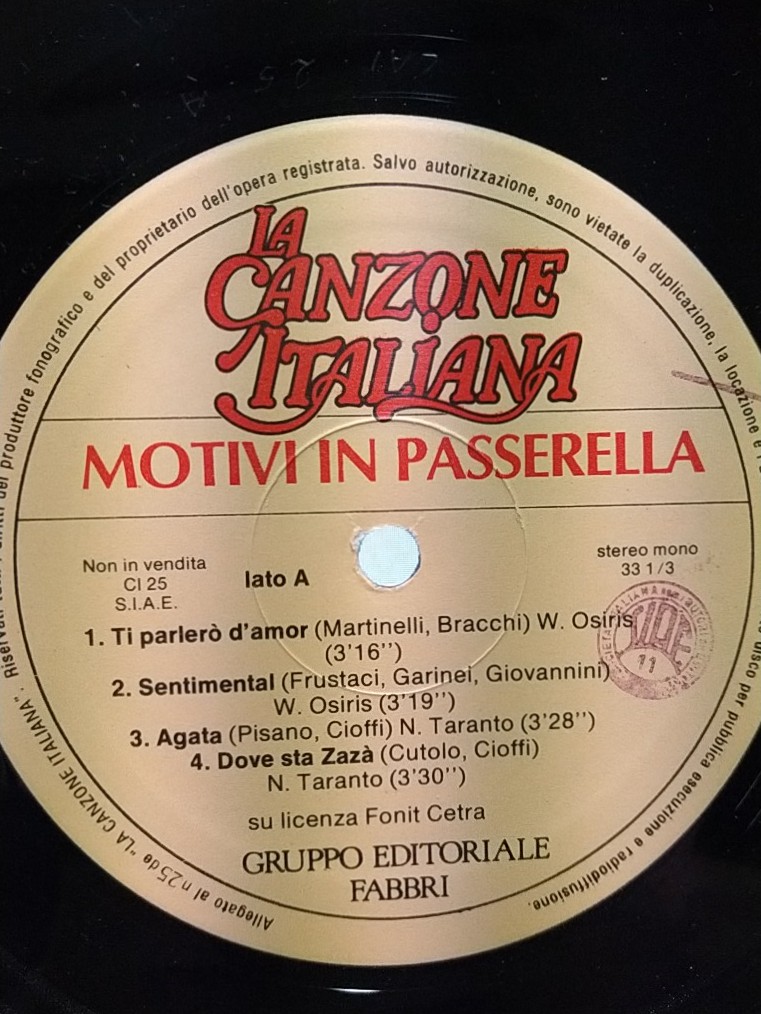 LA
CANZONE
ITALIANA
MOTIVI IN PASSERELLA
Non in vendita
CI 25
S.I.A.E.
lato A
stereo mono
33 1/3
1. Ti parlerò d'amor (Martinelli, Bracchi) W. Osiris
(3'16'')
2. Sentimental (Frustaci, Garinei, Giovannini)
W. Osiris (3'19'')
3. Agata (Pisano, Cioffi) N. Taranto (3'28'')
4. Dove sta Zazà (Cutolo, Cioffi)
N. Taranto (3'30'')
su licenza Fonit Cetra
GRUPPO EDITORIALE
FABBRI
Allegato al n. 25 de "LA CANZONE ITALIANA". Riservati del produttore fonografico e del proprietario dell'opera registrata. Salvo autorizzazione, sono vietate la duplicazione, la locazione e disco per pubblica esecuzione e radiodiffusione.
11